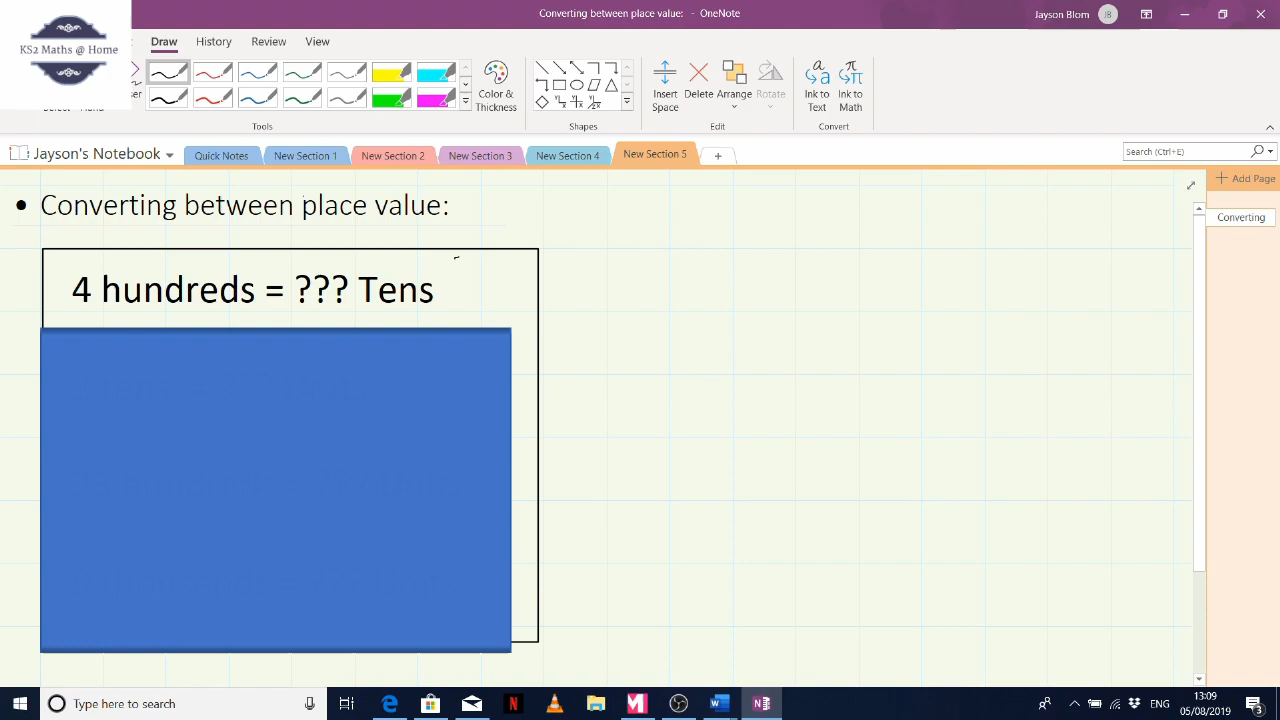 Converting between place value: - OneNote
Jayson Blom
JB
KS2 Maths @ Home
Draw
History
Review
View
Color & Thickness
Insert Space
Delete
Arrange
Rotate
Ink to Text
Ink to Math
Tools
Shapes
Edit
Convert
Jayson's Notebook
Quick Notes
New Section 1
New Section 2
New Section 3
New Section 4
New Section 5
Search (Ctrl+E)
Add Page
Converting
• Converting between place value:
4 hundreds = ??? Tens
Type here to search
ENG
13:09
05/08/2019
3